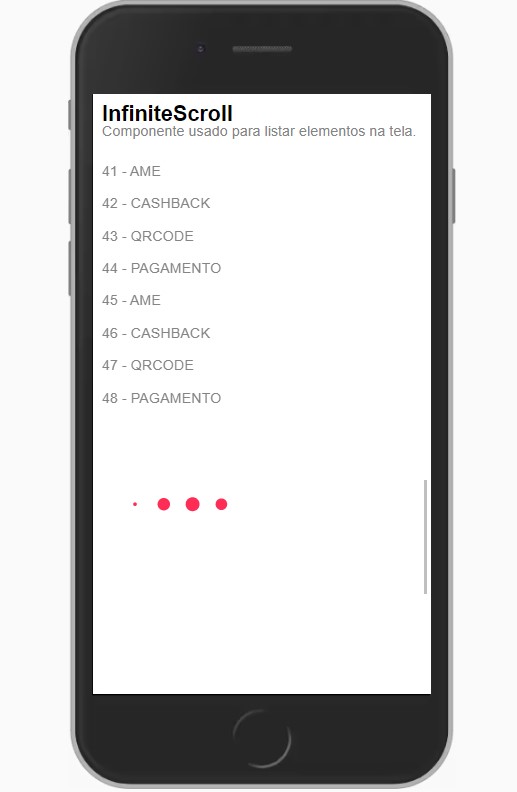 InfiniteScroll
Componente usado para listar elementos na tela.
41 - AME
42 - CASHBACK
43 - QRCODE
44 - PAGAMENTO
45 - AME
46 - CASHBACK
47 - QRCODE
48 - PAGAMENTO